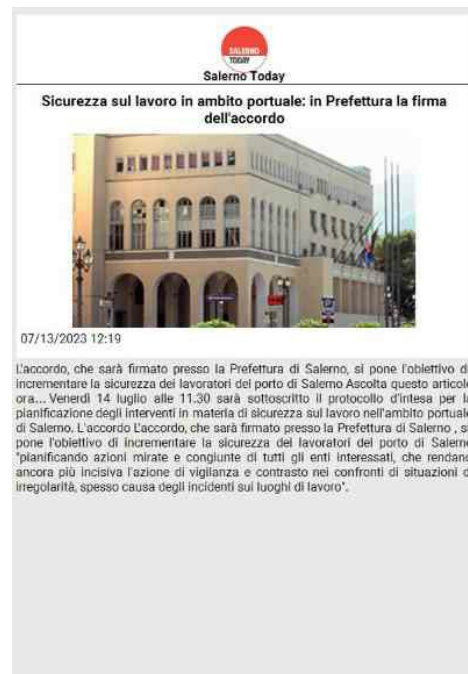 SALERNO
TODAY
Salerno Today
Sicurezza sul lavoro in ambito portuale: in Prefettura la firma
dell'accordo
07/13/2023 12:19
L'accordo, che sarà firmato presso la Prefettura di Salerno, si pone l'obiettivo di
incrementare la sicurezza dei lavoratori del porto di Salerno Ascolta questo articolo
ora... Venerdì 14 luglio alle 11.30 sarà sottoscritto il protocollo d'intesa per la
pianificazione degli interventi in materia di sicurezza sul lavoro nell'ambito portuale
di Salerno. L'accordo L'accordo, che sarà firmato presso la Prefettura di Salerno , si
pone l'obiettivo di incrementare la sicurezza dei lavoratori del porto di Salerno
"pianificando azioni mirate e congiunte di tutti gli enti interessati, che rendano
ancora più incisiva l'azione di vigilanza e contrasto nei confronti di situazioni di
irregolarità, spesso causa degli incidenti sui luoghi di lavoro".